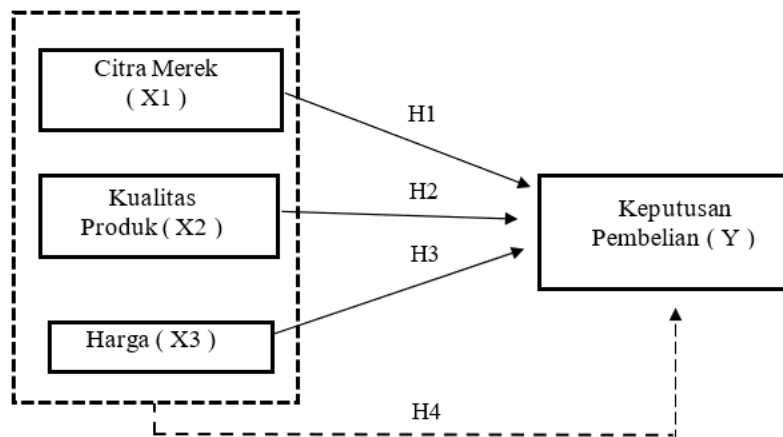 Citra Merek
( X1 )
H1
Kualitas
Produk ( X2 )
H2
Keputusan
Pembelian ( Y )
H3
Harga ( X3 )
H4